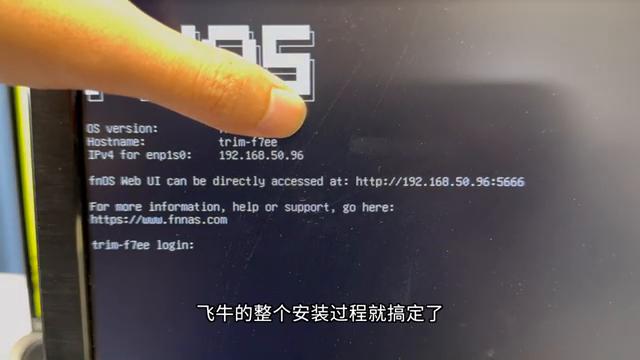 OS version:
Hostname: trim-f7ee
IPv4 for enp1s0: 192.168.50.96
fnOS Web UI can be directly accessed at: http://192.168.50.96:5666
For more information, help or support, go here:
https://www.fnnas.com
trim-f7ee login:
飞牛的整个安装过程就搞定了